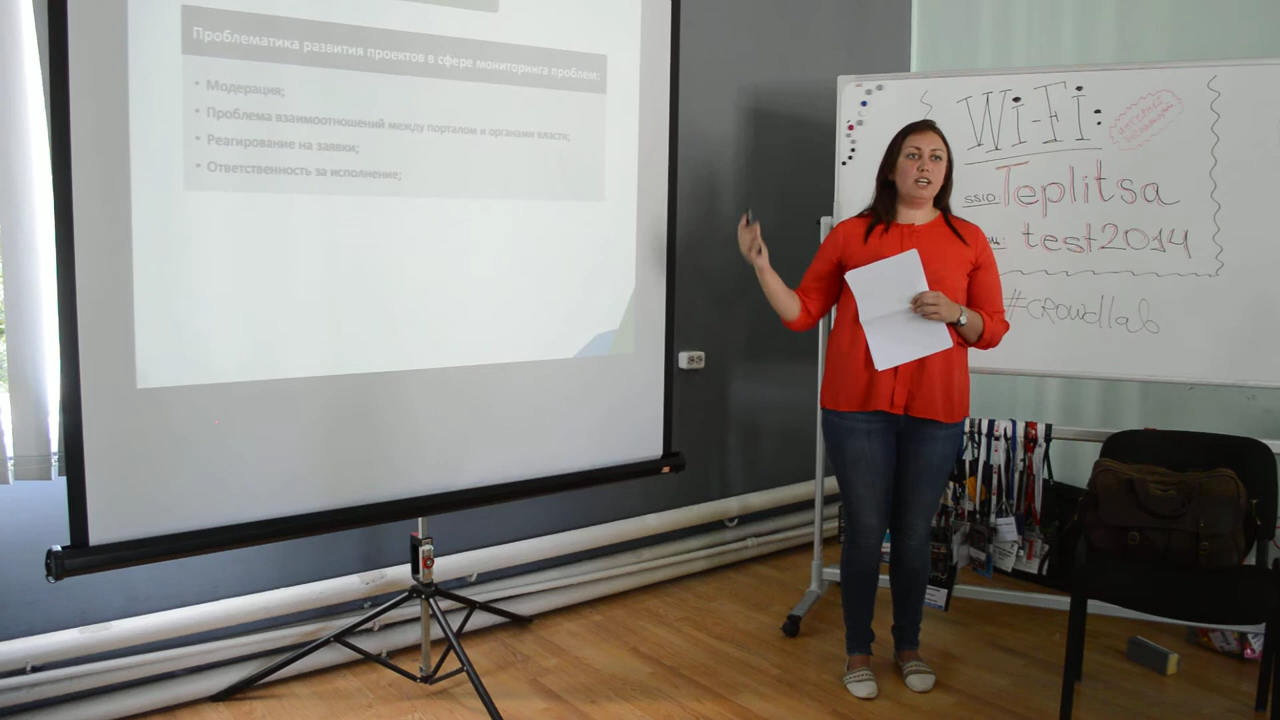 Проблематика развития проектов в сфере мониторинга проблем:
• Модерация;
• Проблема взаимоотношений между порталом и органами власти;
• Реагирование на заявки;
• Ответственность за исполнение;
Wi-Fi:
SSID Teplitsa
test2014
#CROWdlab